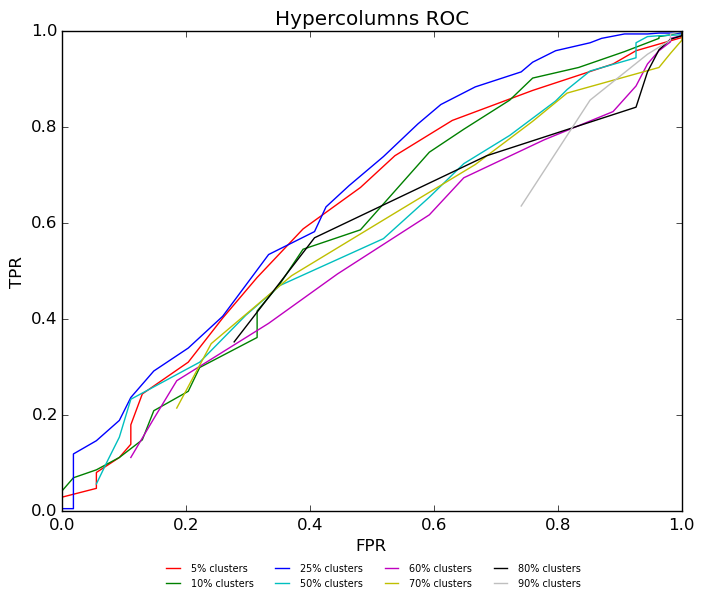 Hypercolumns ROC
1.0
0.8
0.6
0.4
0.2
0.0
TPR
0.0 0.2 0.4 0.6 0.8 1.0
FPR
5% clusters 25% clusters 60% clusters 80% clusters
10% clusters 50% clusters 70% clusters 90% clusters